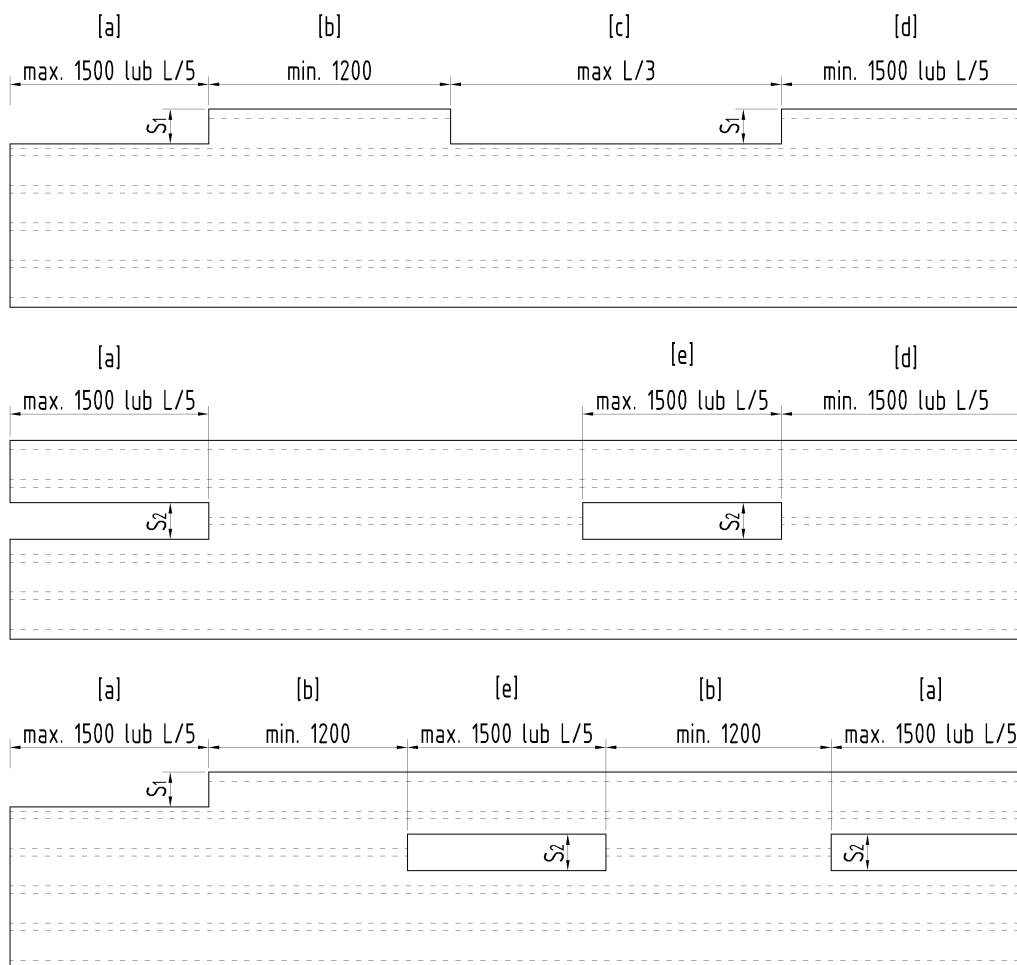 [a] [b] [c] [d]
max. 1500 lub L/5 min. 1200 max L/3 min. 1500 lub L/5
S1 S1
[a] [e] [d]
max. 1500 lub L/5 max. 1500 lub L/5 min. 1500 lub L/5
S2 S2
[a] [b] [e] [b] [a]
max. 1500 lub L/5 min. 1200 max. 1500 lub L/5 min. 1200 max. 1500 lub L/5
S1
S2 S2